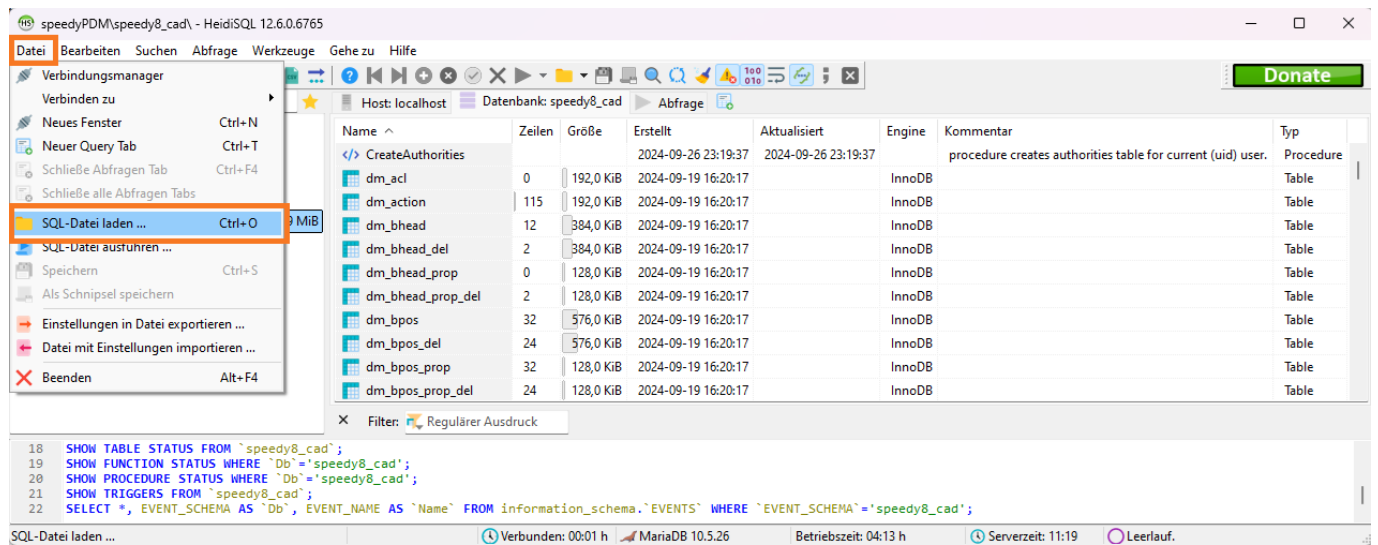 speedyPDM\speedy8_cad\ - HeidiSQL 12.6.0.6765
Datei Bearbeiten Suchen Abfrage Werkzeuge Gehe zu Hilfe
Donate
Verbindungsmanager
Verbinden zu
Neues Fenster Ctrl+N
Neuer Query Tab Ctrl+T
Schließe Abfragen Tab Ctrl+F4
Schließe alle Abfragen Tabs
SQL-Datei laden ... Ctrl+O
SQL-Datei ausführen ...
Speichern Ctrl+S
Als Schnipsel speichern
Einstellungen in Datei exportieren ...
Datei mit Einstellungen importieren ...
Beenden Alt+F4
MiB
Host: localhost Datenbank: speedy8_cad Abfrage
Name Zeilen Größe Erstellt Aktualisiert Engine Kommentar Typ
CreateAuthorities 2024-09-26 23:19:37 2024-09-26 23:19:37 procedure creates authorities table for current (uid) user. Procedure
dm_acl 0 192,0 KiB 2024-09-19 16:20:17 InnoDB Table
dm_action 115 192,0 KiB 2024-09-19 16:20:17 InnoDB Table
dm_bhead 12 384,0 KiB 2024-09-19 16:20:17 InnoDB Table
dm_bhead_del 2 384,0 KiB 2024-09-19 16:20:17 InnoDB Table
dm_bhead_prop 0 128,0 KiB 2024-09-19 16:20:17 InnoDB Table
dm_bhead_prop_del 2 128,0 KiB 2024-09-19 16:20:17 InnoDB Table
dm_bpos 32 576,0 KiB 2024-09-19 16:20:17 InnoDB Table
dm_bpos_del 24 576,0 KiB 2024-09-19 16:20:17 InnoDB Table
dm_bpos_prop 32 128,0 KiB 2024-09-19 16:20:17 InnoDB Table
dm_bpos_prop_del 24 128,0 KiB 2024-09-19 16:20:17 InnoDB Table
Filter: Regulärer Ausdruck
18 SHOW TABLE STATUS FROM `speedy8_cad`;
19 SHOW FUNCTION STATUS WHERE `Db`='speedy8_cad';
20 SHOW PROCEDURE STATUS WHERE `Db`='speedy8_cad';
21 SHOW TRIGGERS FROM `speedy8_cad`;
22 SELECT *, EVENT_SCHEMA AS `Db`, EVENT_NAME AS `Name` FROM information_schema.`EVENTS` WHERE `EVENT_SCHEMA`='speedy8_cad';
SQL-Datei laden ... Verbunden: 00:01 h MariaDB 10.5.26 Betriebszeit: 04:13 h Serverzeit: 11:19 Leerlauf.